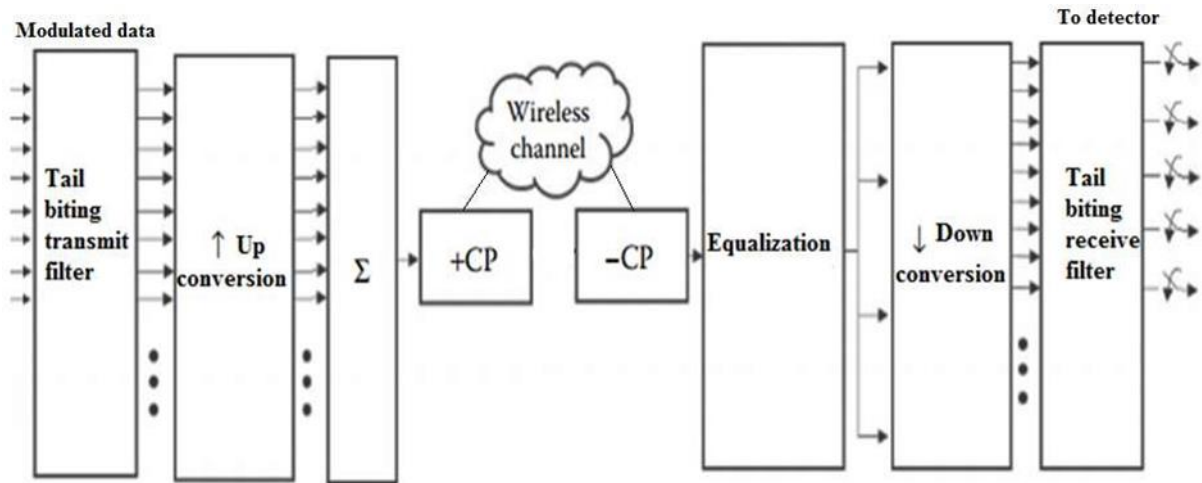 Modulated data
Tail
biting
transmit
filter
↑ Up
conversion
Σ
+CP
Wireless
channel
−CP
Equalization
↓ Down
conversion
To detector
Tail
biting
receive
filter